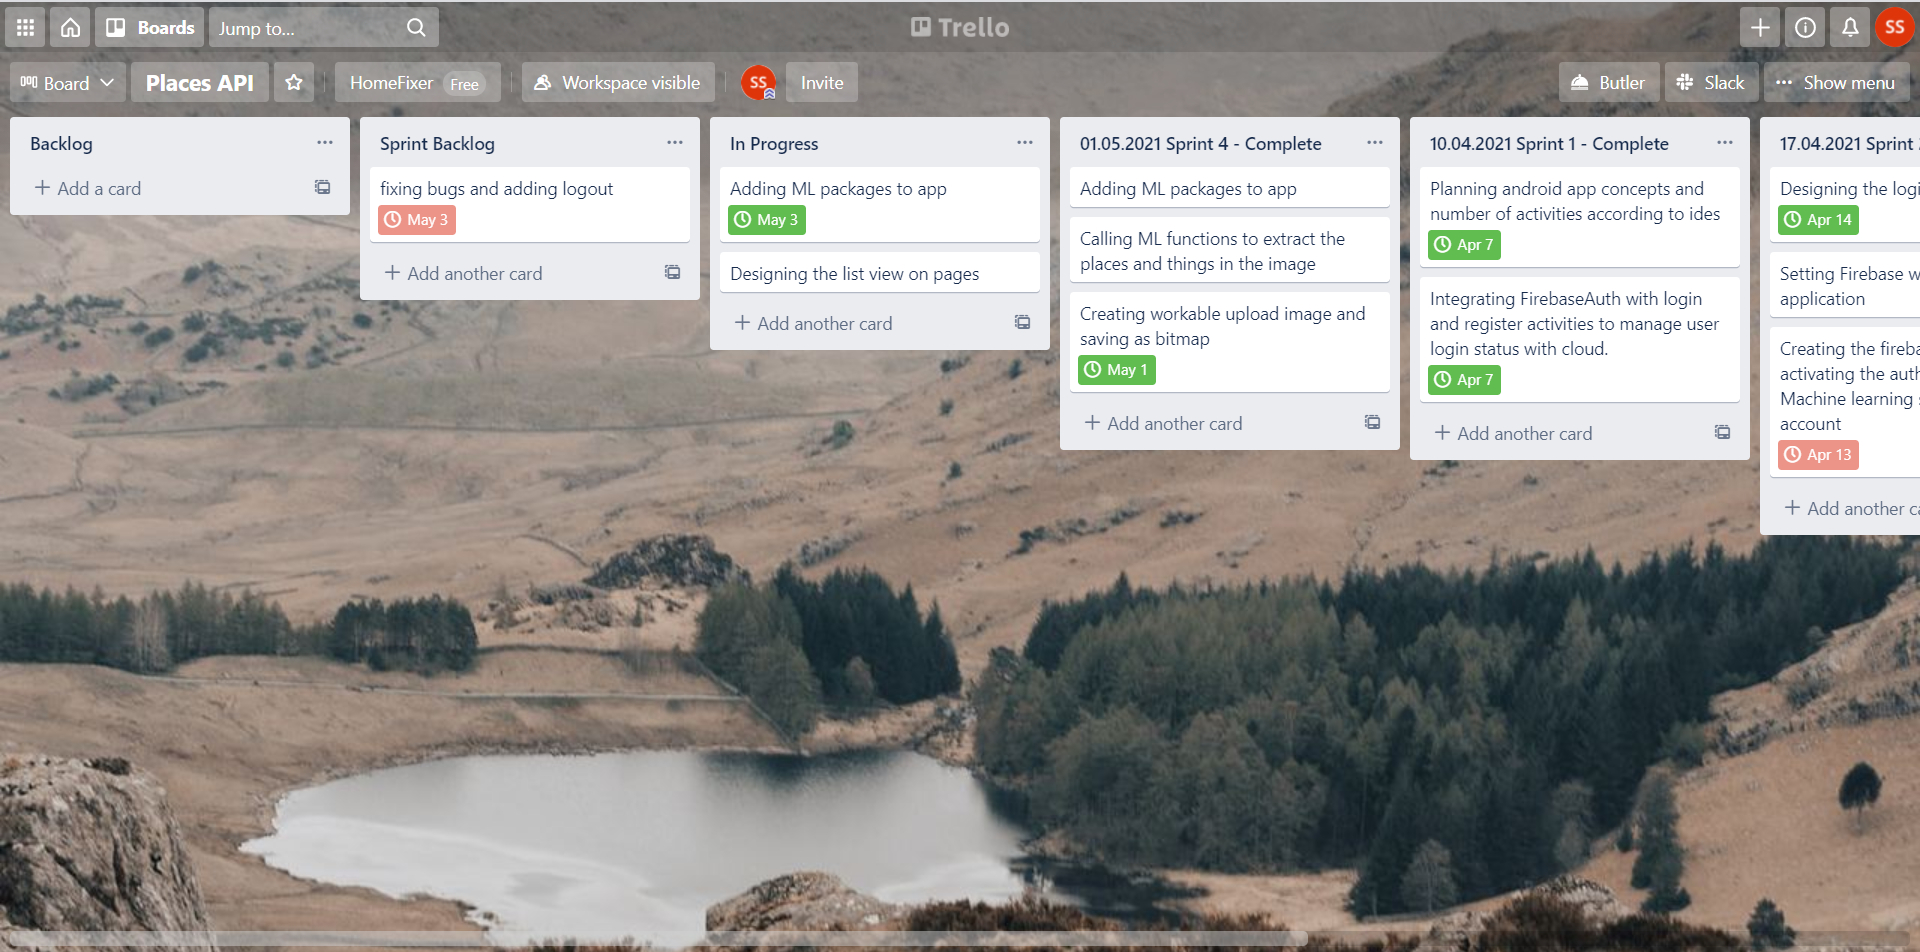 Boards
Jump to...
Trello
SS
Board
Places API
HomeFixer Free
Workspace visible
SS
Invite
Butler
Slack
Show menu
Backlog
Add a card
Sprint Backlog
fixing bugs and adding logout
May 3
Add another card
In Progress
Adding ML packages to app
May 3
Designing the list view on pages
Add another card
01.05.2021 Sprint 4 - Complete
Adding ML packages to app
Calling ML functions to extract the
places and things in the image
Creating workable upload image and
saving as bitmap
May 1
Add another card
10.04.2021 Sprint 1 - Complete
Planning android app concepts and
number of activities according to ides
Apr 7
Integrating FirebaseAuth with login
and register activities to manage user
login status with cloud.
Apr 7
Add another card
17.04.2021 Sprint
Designing the logi
Apr 14
Setting Firebase w
application
Creating the fireba
activating the auth
Machine learning
account
Apr 13
Add another ca